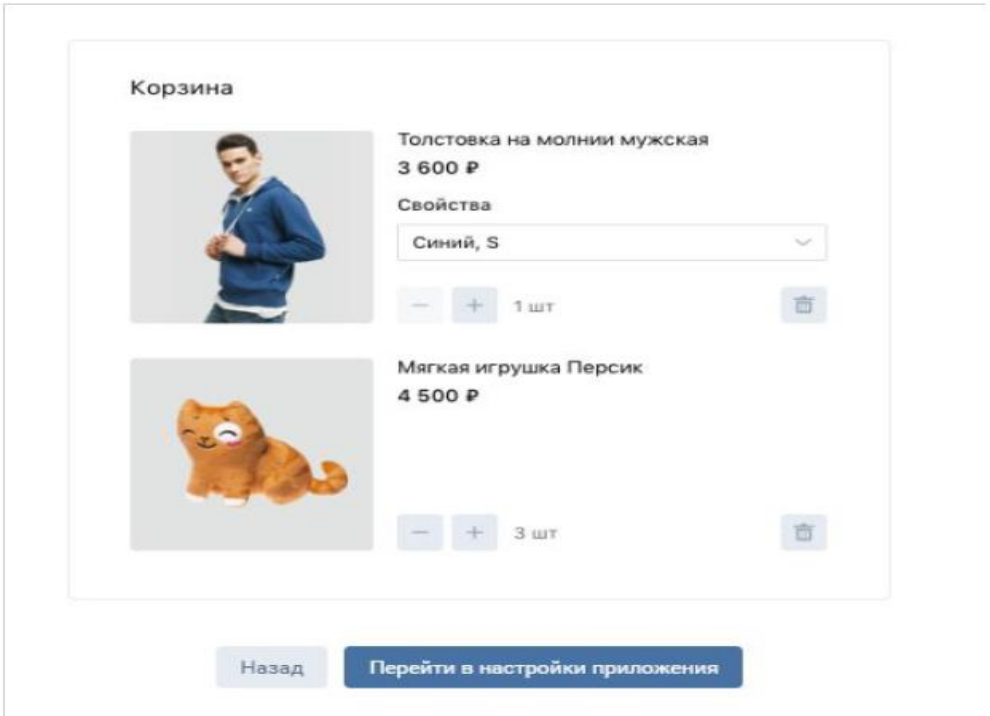 Корзина
Толстовка на молнии мужская
3 600 ₽
Свойства
Синий, S
1 шт
Мягкая игрушка Персик
4 500 ₽
3 шт
Назад
Перейти в настройки приложения